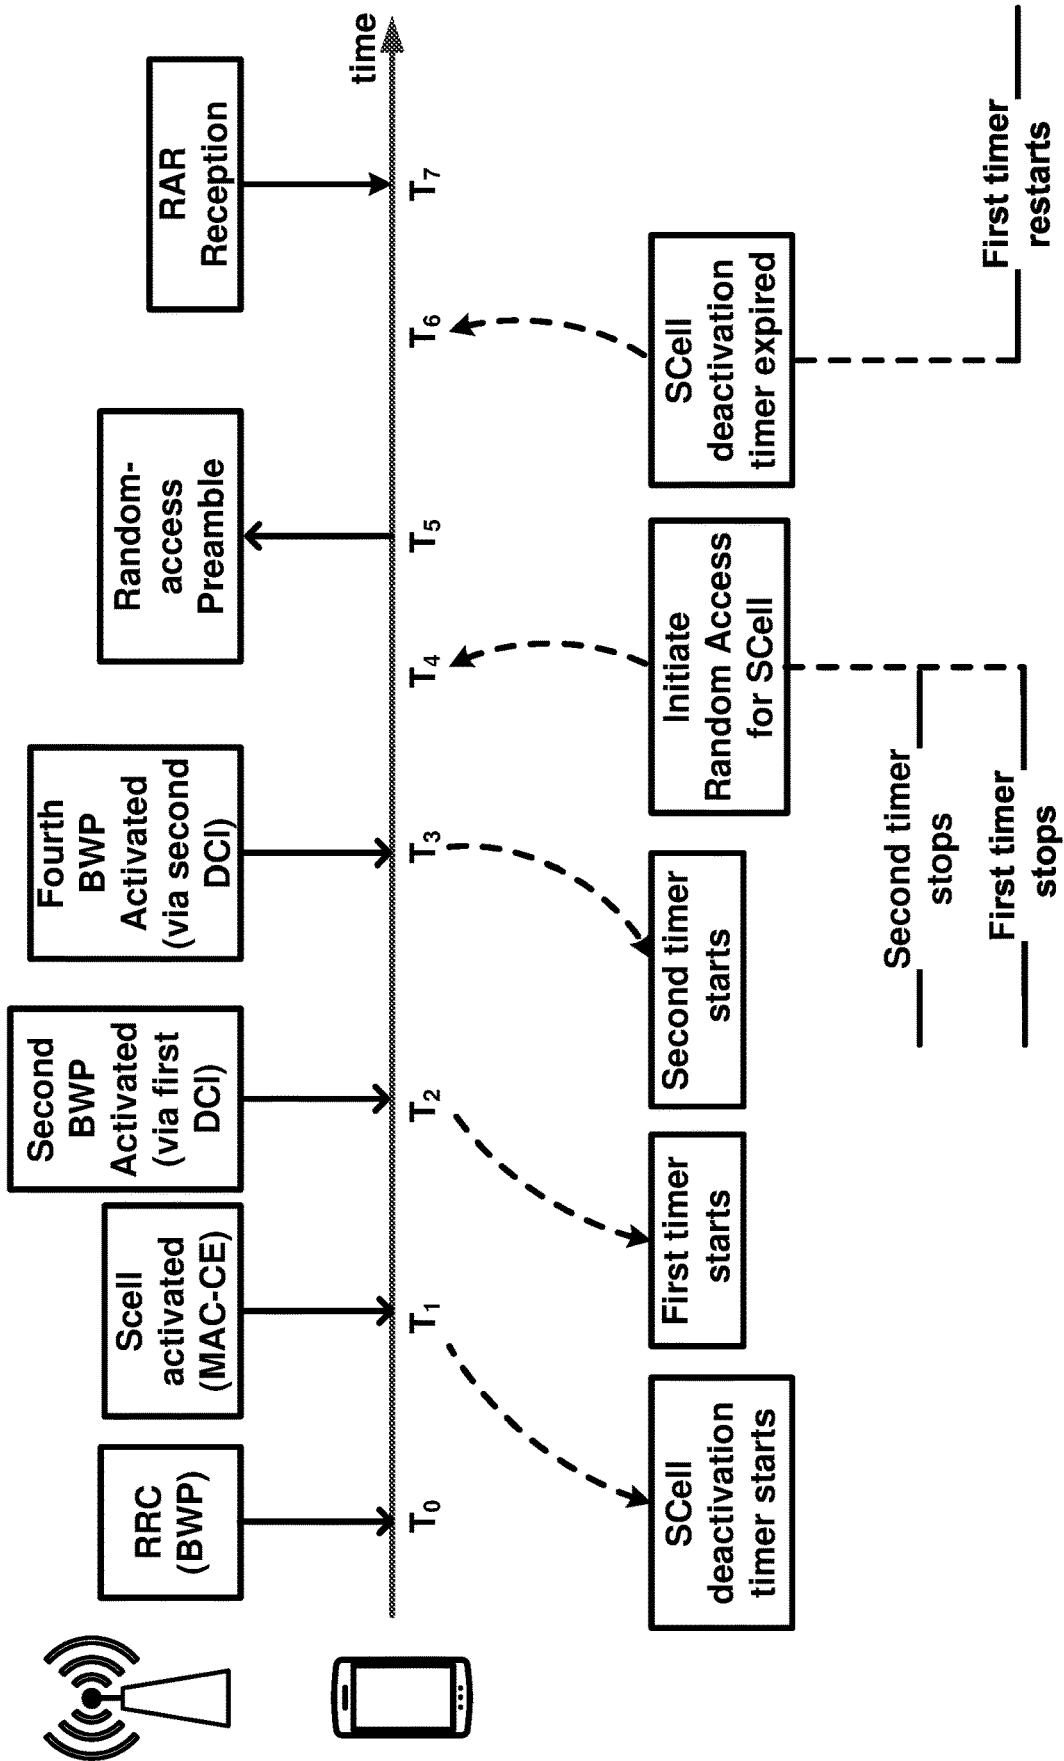 RRC
(BWP)
Scell
activated
(MAC-CE)
Second
BWP
Activated
(via first
DCI)
Fourth
BWP
Activated
(via second
DCI)
Random-
access
Preamble
RAR
Reception
time
T0
T1
T2
T3
T4
T5
T6
T7
SCell
deactivation
timer starts
First timer
starts
Second timer
starts
Initiate
Random Access
for SCell
SCell
deactivation
timer expired
Second timer
stops
First timer
stops
First timer
restarts